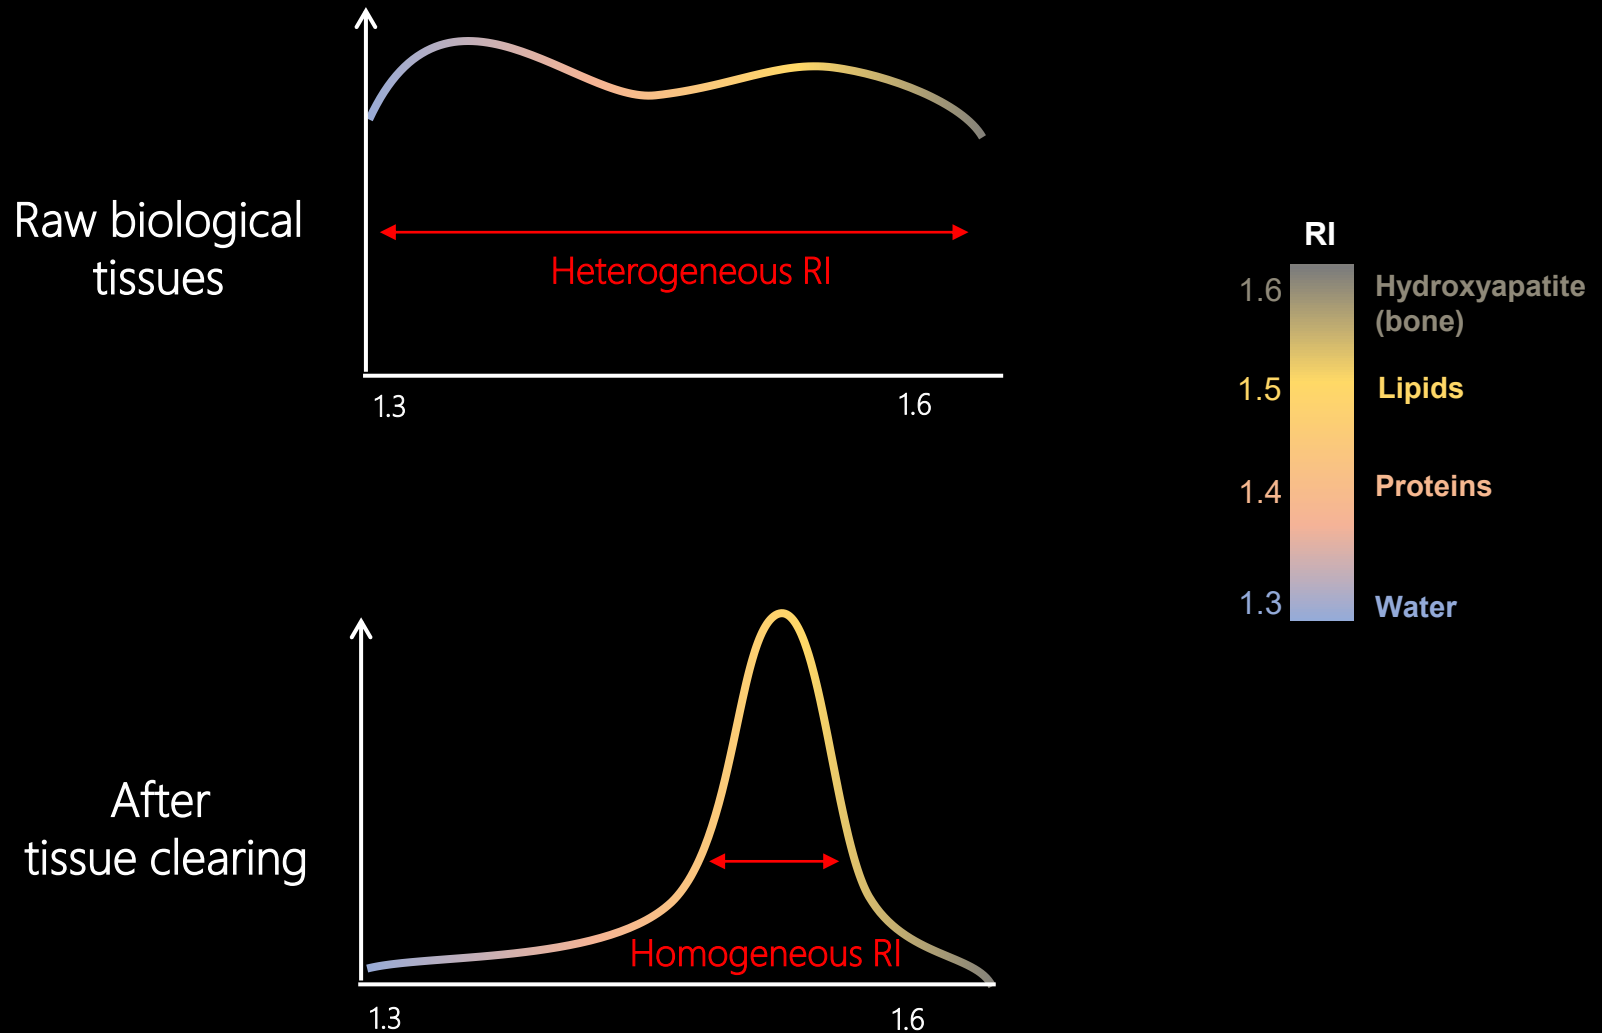 Raw biological
tissues
Heterogeneous RI
1.3
1.6
RI
1.6
Hydroxyapatite
(bone)
1.5
Lipids
1.4
Proteins
1.3
Water
After
tissue clearing
Homogeneous RI
1.3
1.6